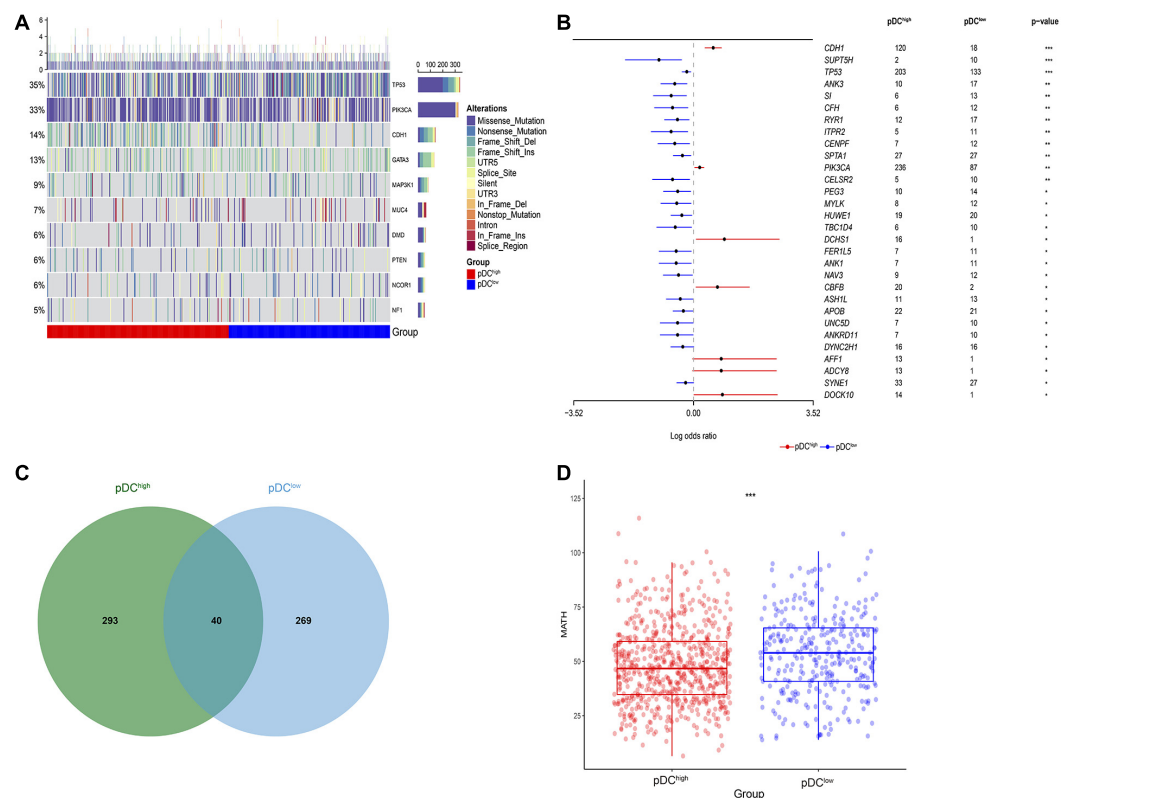 A
6
4
2
0
0 100 200 300
35% TP53
33% PIK3CA
14% CDH1
13% GATA3
9% MAP3K1
7% MUC4
6% DMD
6% PTEN
6% NCOR1
5% NF1
Group
Alterations
Missense_Mutation
Nonsense_Mutation
Frame_Shift_Del
Frame_Shift_Ins
UTR5
Splice_Site
Silent
UTR3
In_Frame_Del
Nonstop_Mutation
Intron
In_Frame_Ins
Splice_Region
Group
pDChigh
pDClow
B
pDChigh pDClow p-value
CDH1 120 18 ***
SUPT5H 2 10 ***
TP53 203 133 ***
ANK3 10 17 **
SI 6 13 **
CFH 6 12 **
RYR1 12 17 **
ITPR2 5 11 **
CENPF 7 12 **
SPTA1 27 27 **
PIK3CA 236 87 **
CELSR2 5 10 **
PEG3 10 14 *
MYLK 8 12 *
HUWE1 19 20 *
TBC1D4 6 10 *
DCHS1 16 1 *
FER1L5 7 11 *
ANK1 7 11 *
NAV3 9 12 *
CBFB 20 2 *
ASH1L 11 13 *
APOB 22 21 *
UNC5D 7 10 *
ANKRD11 7 10 *
DYNC2H1 16 16 *
AFF1 13 1 *
ADCY8 13 1 *
SYNE1 33 27 *
DOCK10 14 1 *
−3.52 0.00 3.52
Log odds ratio
pDChigh pDClow
C
pDChigh pDClow
293 40 269
D
***
125
100
75
50
25
MATH
pDChigh pDClow
Group